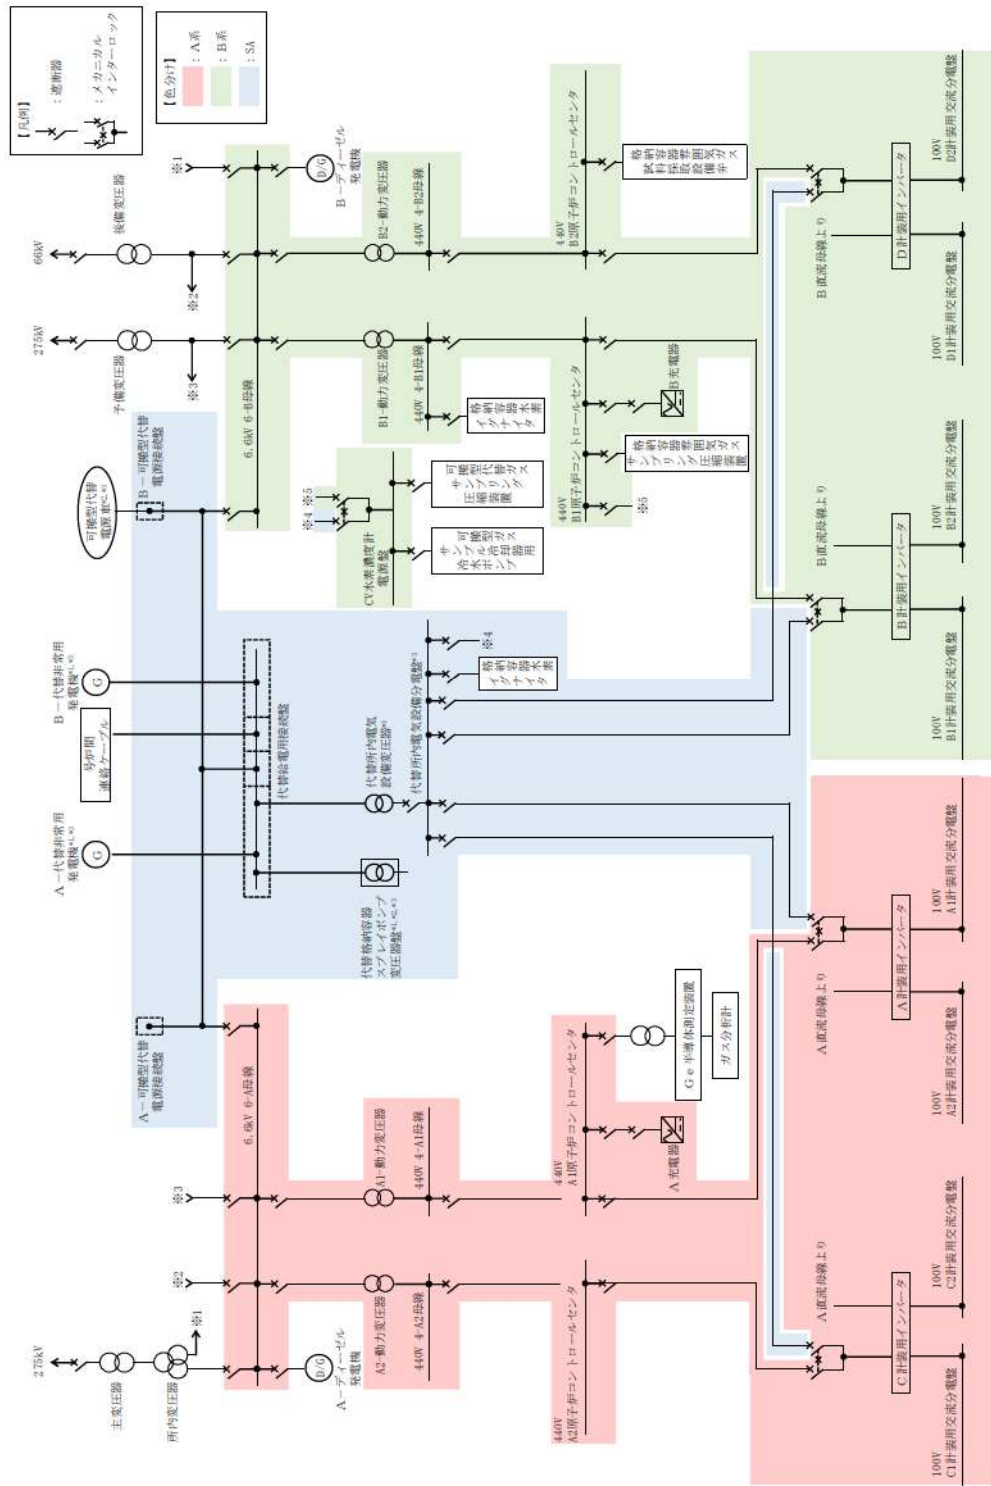 【凡例】
：遮断器
：メカニカル
インターロック
【色分け】
：A系
：B系
：SA
275kV
主変圧器
所内変圧器
※1
※2
※3
A－可搬型代替
電源接続盤
A－代替非常用
発電機*1,*3
号炉間
連絡ケーブル
B－代替非常用
発電機*1,*3
可搬型代替
電源車*2,*3
B－可搬型代替
電源接続盤
275kV
予備変圧器
※3
66kV
後備変圧器
※2
※1
6.6kV 6-A母線
代替給電用接続盤
6.6kV 6-B母線
D/G
A－ディーゼル
発電機
G
G
D/G
B－ディーゼル
発電機
A2-動力変圧器
440V 4-A2母線
A1-動力変圧器
440V 4-A1母線
代替格納容器
スプレイポンプ
変圧器盤*1,*2,*3
代替所内電気
設備変圧器*3
代替所内電気設備分電盤*3
格納容器水素
イグナイタ
※4
※4
※5
CV水素濃度計
電源盤
可搬型ガス
サンプル冷却器用
冷水ポンプ
可搬型代替ガス
サンプリング
圧縮装置
B1-動力変圧器
440V 4-B1母線
格納容器水素
イグナイタ
B2-動力変圧器
440V 4-B2母線
440V
A2原子炉コントロールセンタ
440V
A1原子炉コントロールセンタ
A充電器
Ge半導体測定装置
ガス分析計
440V
B1原子炉コントロールセンタ
※5
格納容器雰囲気ガス
サンプリング圧縮装置
B充電器
440V
B2原子炉コントロールセンタ
格納容器雰囲気ガス
試料採取設備弁
A直流母線より
C計装用インバータ
100V
C1計装用交流分電盤
100V
C2計装用交流分電盤
A直流母線より
A計装用インバータ
100V
A2計装用交流分電盤
100V
A1計装用交流分電盤
B直流母線より
B計装用インバータ
100V
B1計装用交流分電盤
100V
B2計装用交流分電盤
B直流母線より
D計装用インバータ
100V
D1計装用交流分電盤
100V
D2計装用交流分電盤